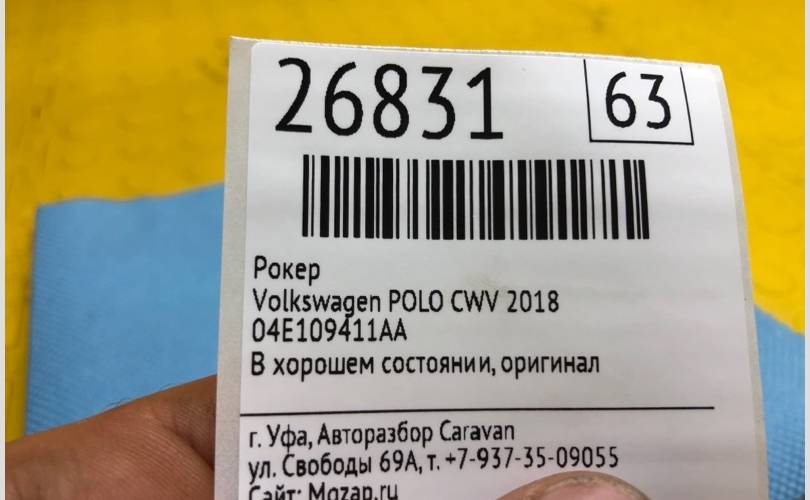 26831 63
Рокер
Volkswagen POLO CWV 2018
04E109411AA
В хорошем состоянии, оригинал
г. Уфа, Авторазбор Caravan
ул. Свободы 69А, т. +7-937-35-09055
Сайт: Mozap.ru